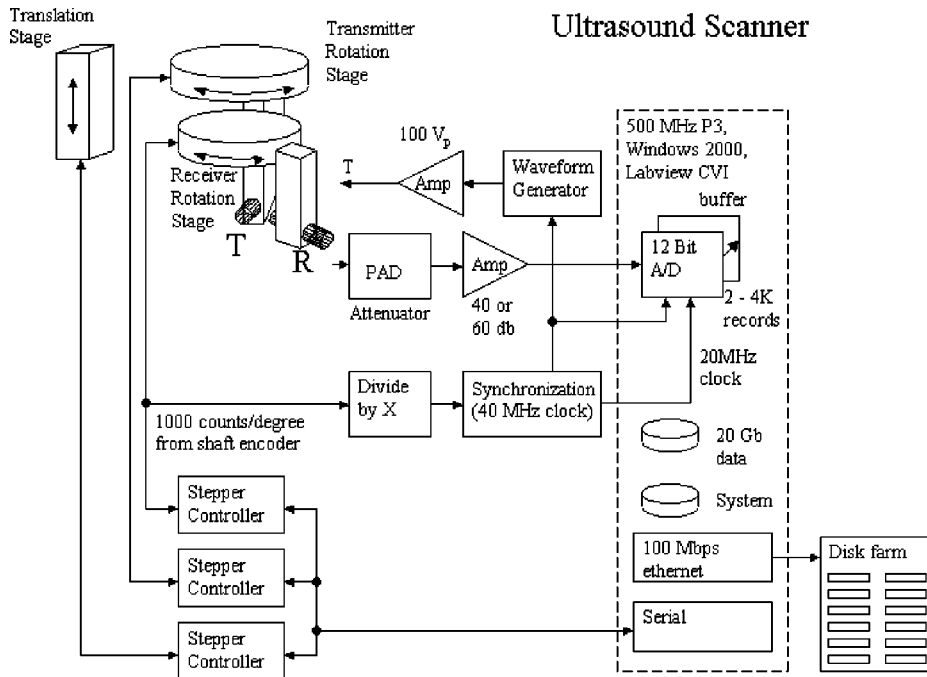 Ultrasound Scanner
Translation
Stage
Transmitter
Rotation
Stage
Receiver
Rotation
Stage
T
R
T
100 Vp
Amp
Waveform
Generator
500 MHz P3,
Windows 2000,
Labview CVI
buffer
12 Bit
A/D
2 - 4K
records
PAD
Attenuator
Amp
40 or
60 db
20MHz
clock
Divide
by X
Synchronization
(40 MHz clock)
1000 counts/degree
from shaft encoder
20 Gb
data
System
Stepper
Controller
Stepper
Controller
Stepper
Controller
100 Mbps
ethernet
Serial
Disk farm